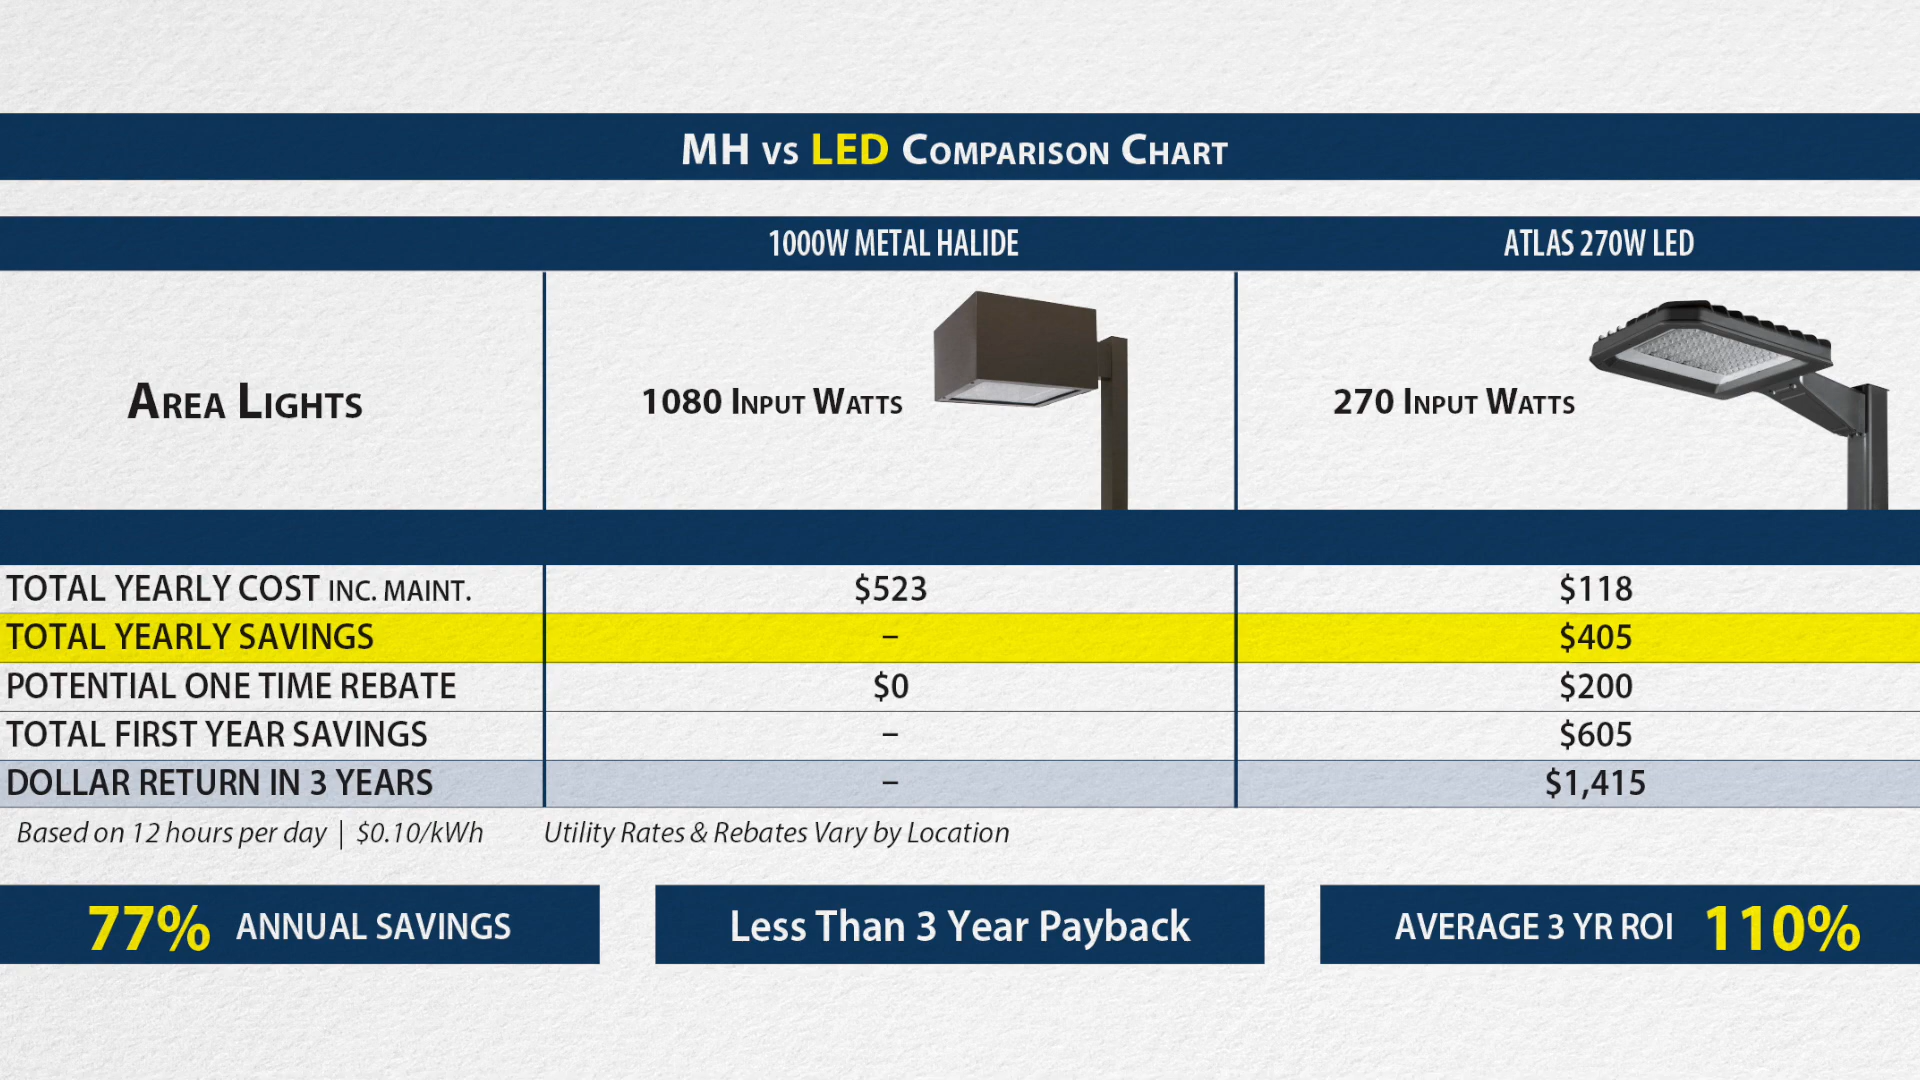 MH vs LED Comparison Chart
1000W METAL HALIDE
ATLAS 270W LED
Area Lights
1080 Input Watts
270 Input Watts
TOTAL YEARLY COST INC. MAINT.
$523
$118
TOTAL YEARLY SAVINGS
–
$405
POTENTIAL ONE TIME REBATE
$0
$200
TOTAL FIRST YEAR SAVINGS
–
$605
DOLLAR RETURN IN 3 YEARS
–
$1,415
Based on 12 hours per day | $0.10/kWh
Utility Rates & Rebates Vary by Location
77% ANNUAL SAVINGS
Less Than 3 Year Payback
AVERAGE 3 YR ROI 110%